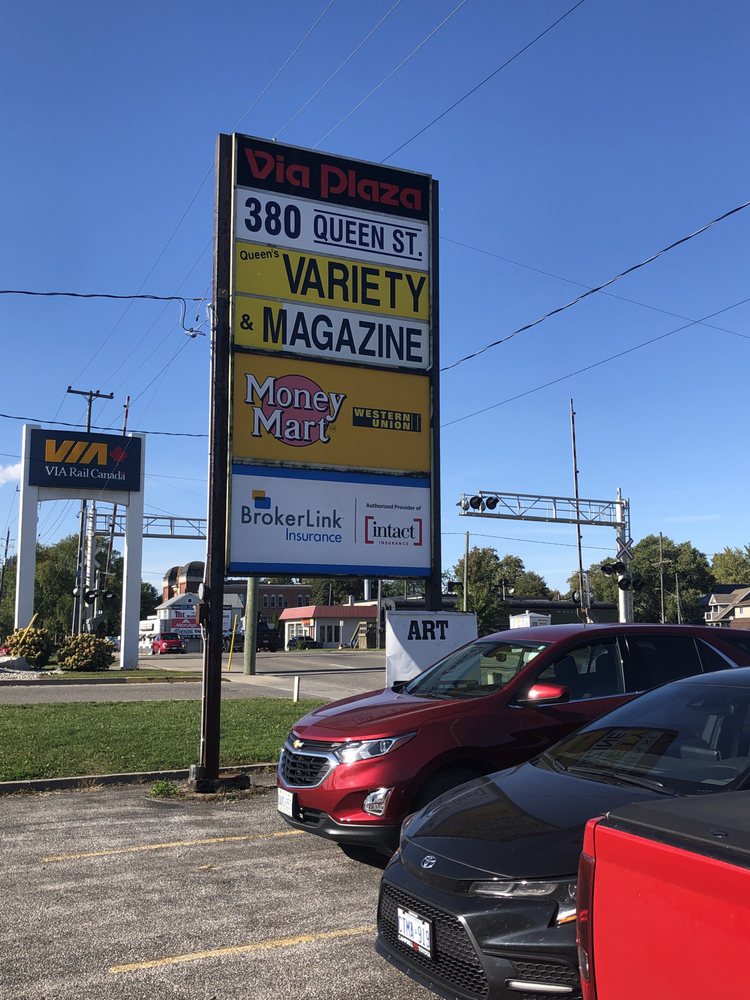 Via Plaza
380 QUEEN ST.
Queen's VARIETY
& MAGAZINE
Money
Mart
WESTERN
UNION
BrokerLink
Insurance
Authorized Provider of
[intact]
INSURANCE
VIA
VIA Rail Canada
ART